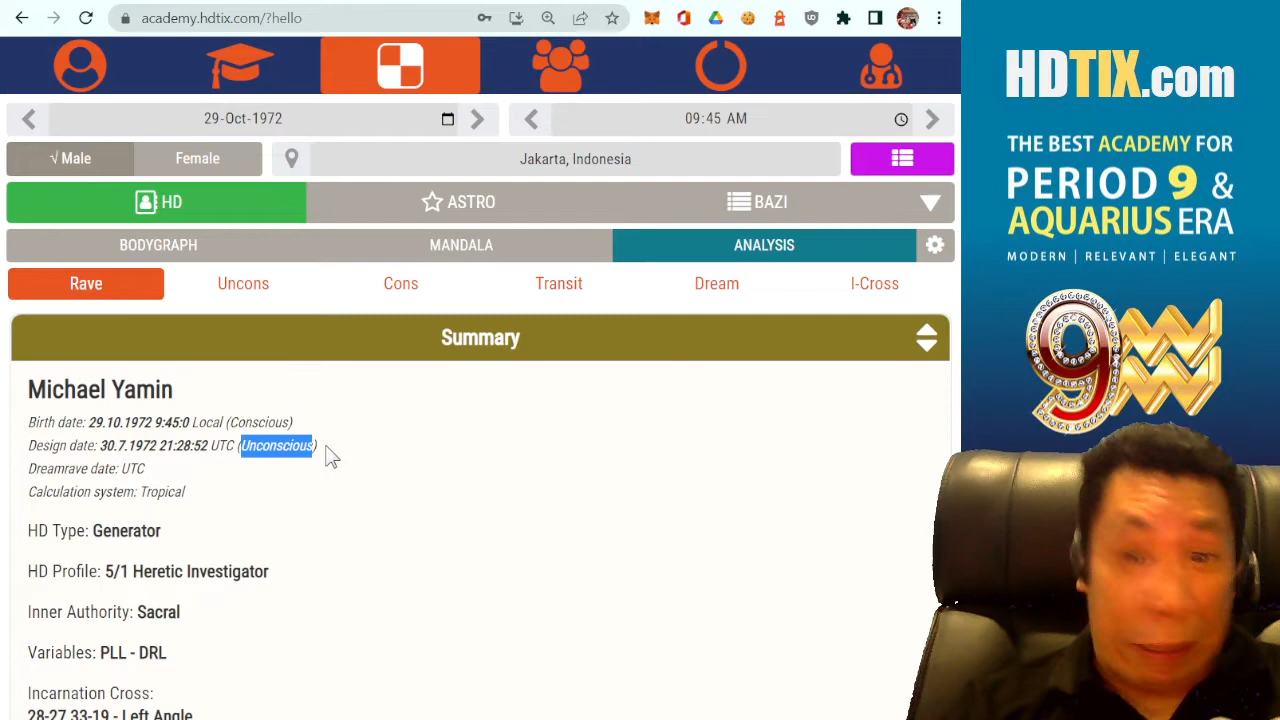 academy.hdtix.com/?hello
29-Oct-1972
09:45 AM
√ Male
Female
Jakarta, Indonesia
HD
ASTRO
BAZI
BODYGRAPH
MANDALA
ANALYSIS
Rave
Uncons
Cons
Transit
Dream
I-Cross
Summary
Michael Yamin
Birth date: 29.10.1972 9:45:0 Local (Conscious)
Design date: 30.7.1972 21:28:52 UTC (Unconscious)
Dreamrave date: UTC
Calculation system: Tropical
HD Type: Generator
HD Profile: 5/1 Heretic Investigator
Inner Authority: Sacral
Variables: PLL - DRL
Incarnation Cross:
28-27 33-19 - Left Angle
HDTIX.com
THE BEST ACADEMY FOR
PERIOD 9 &
AQUARIUS ERA
MODERN | RELEVANT | ELEGANT
9